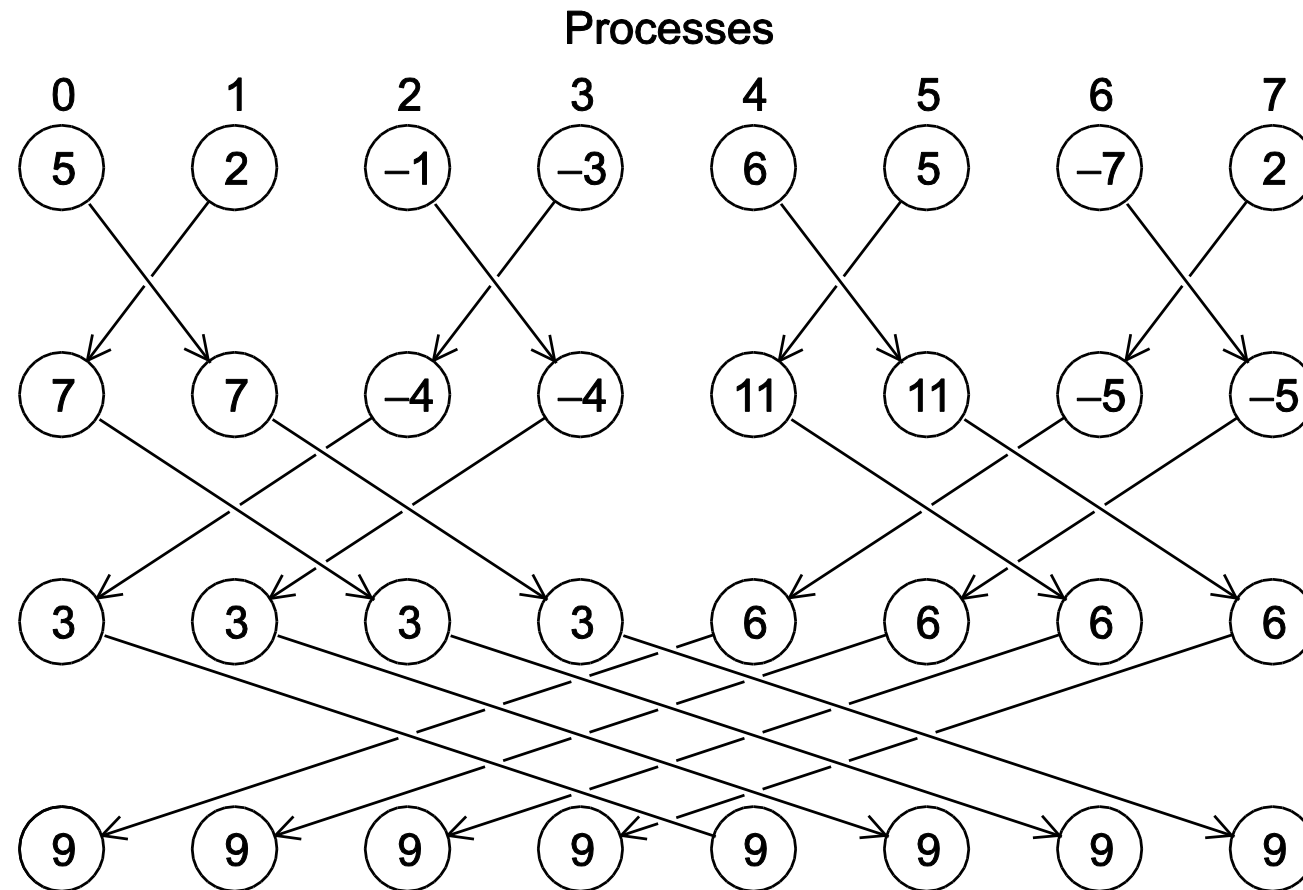 Processes
0 1 2 3 4 5 6 7
5 2 –1 –3 6 5 –7 2
7 7 –4 –4 11 11 –5 –5
3 3 3 3 6 6 6 6
9 9 9 9 9 9 9 9